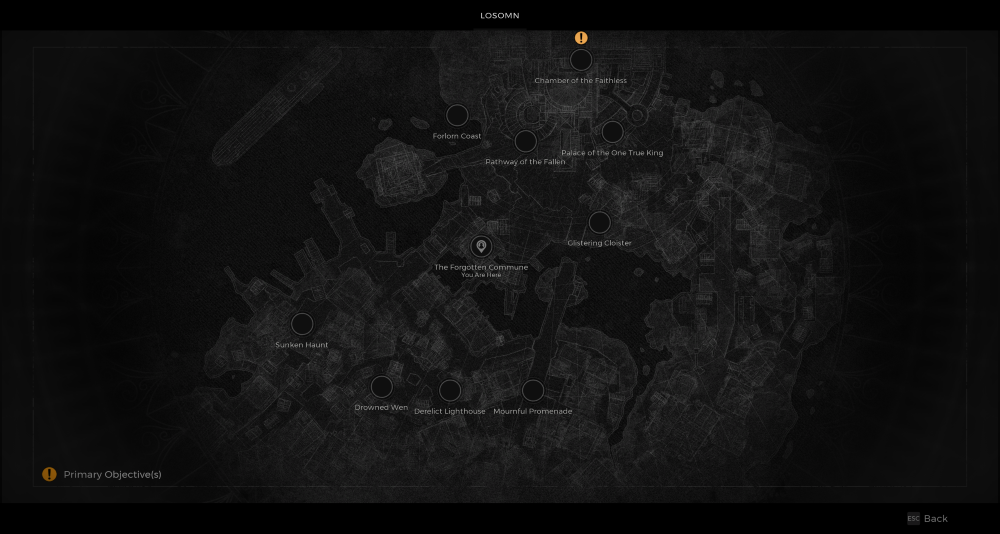 LOSOMN
!
Chamber of the Faithless
Forlorn Coast
Pathway of the Fallen
Palace of the One True King
Glistering Cloister
The Forgotten Commune
You Are Here
Sunken Haunt
Drowned Wen
Derelict Lighthouse
Mournful Promenade
! Primary Objective(s)
ESC Back